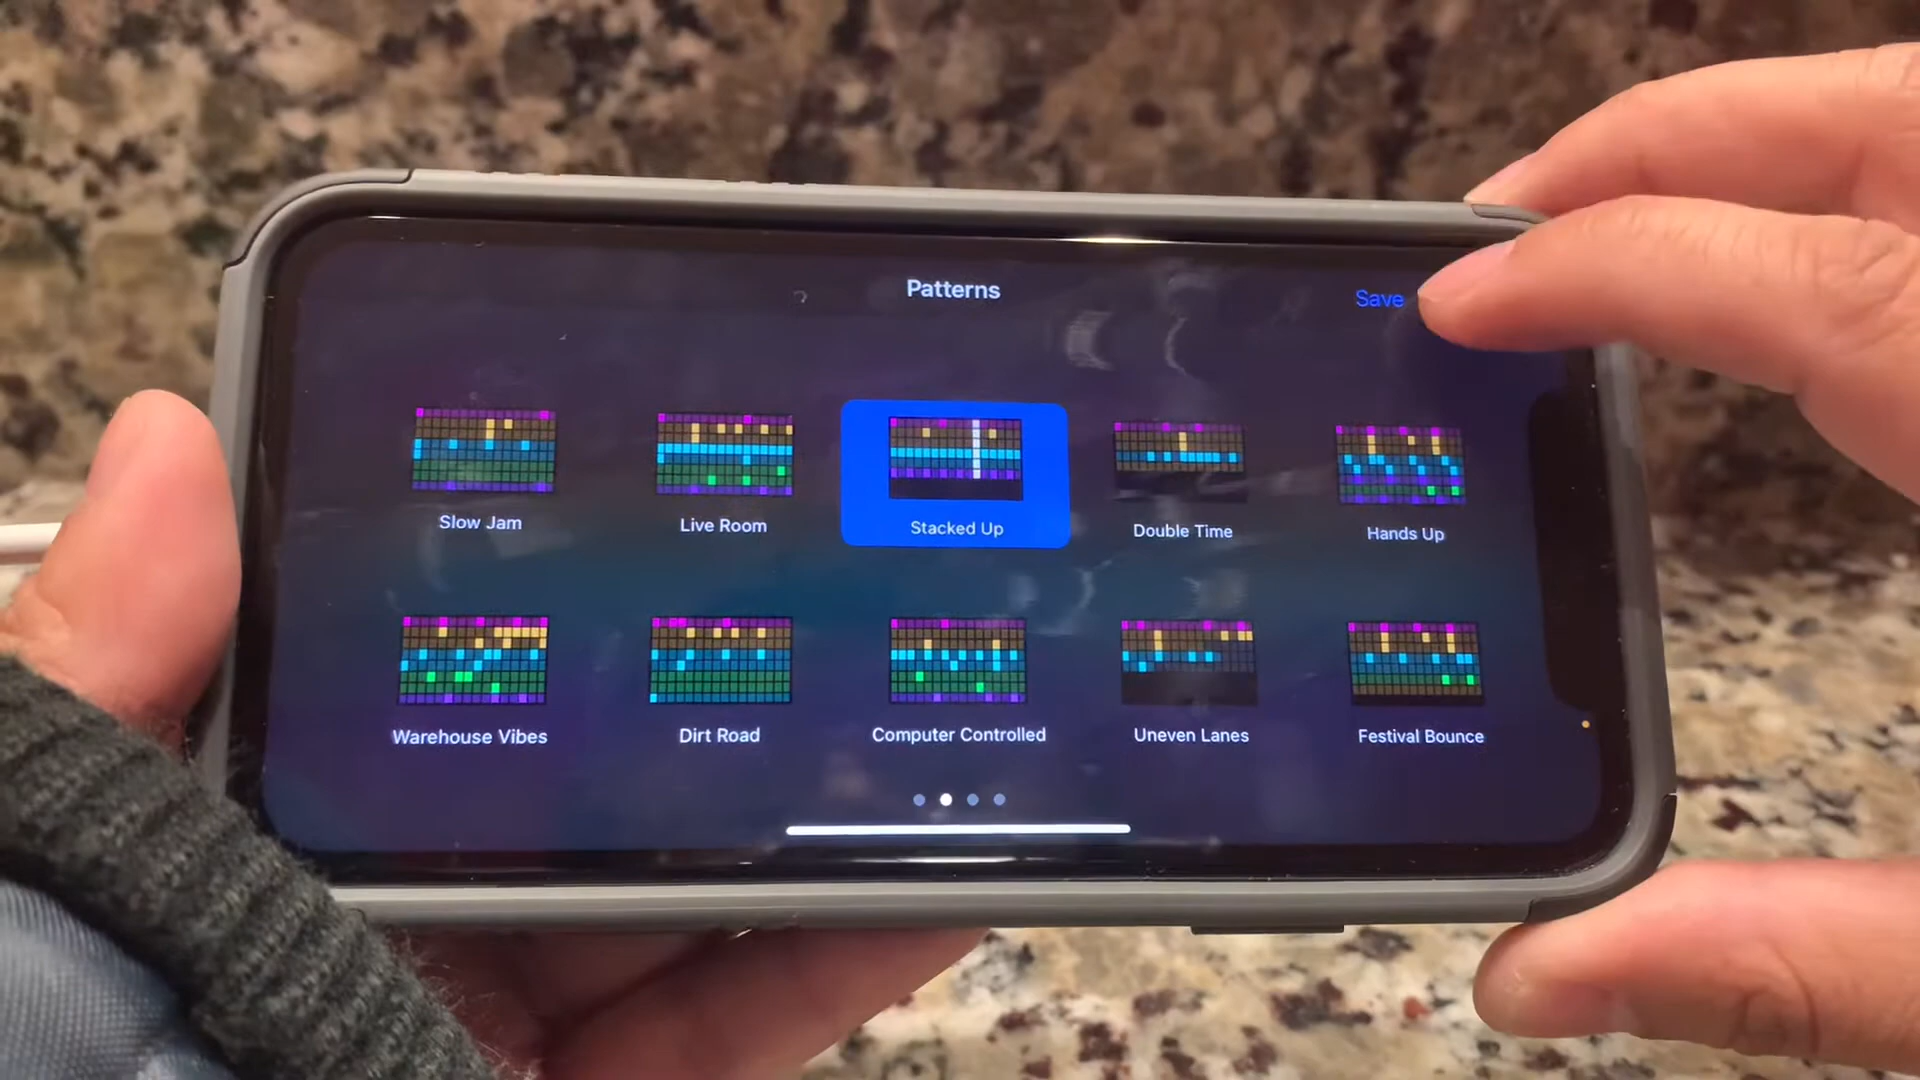 Patterns
Save
Slow Jam
Live Room
Stacked Up
Double Time
Hands Up
Warehouse Vibes
Dirt Road
Computer Controlled
Uneven Lanes
Festival Bounce